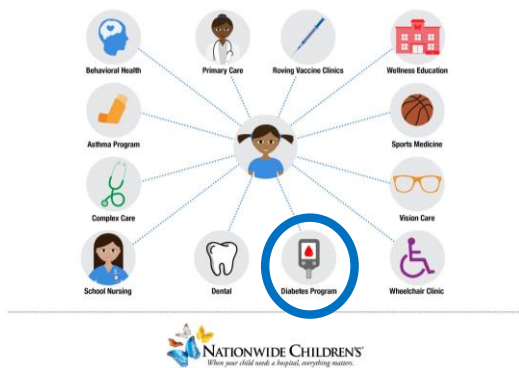 Behavioral Health
Primary Care
Roving Vaccine Clinics
Wellness Education
Asthma Program
Sports Medicine
Complex Care
Vision Care
School Nursing
Dental
Diabetes Program
Wheelchair Clinic
NATIONWIDE CHILDREN'S
When your child needs a hospital, everything matters.